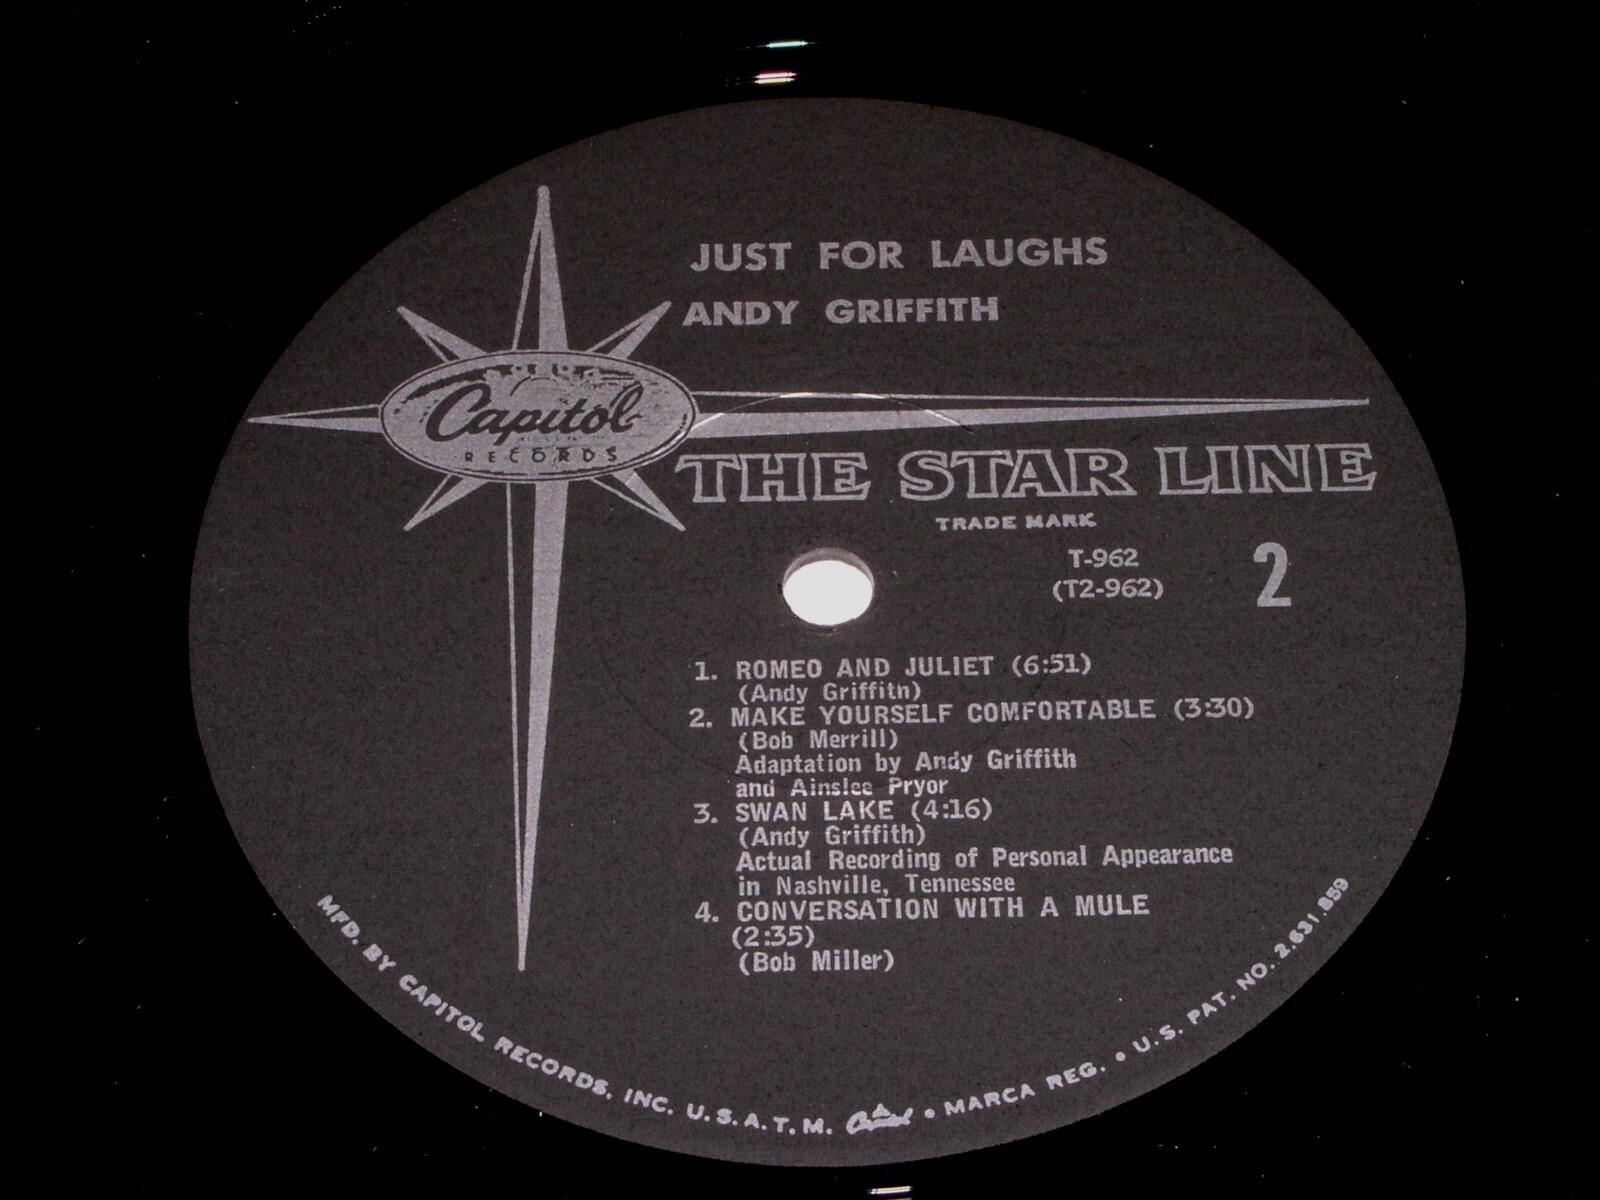 JUST FOR LAUGHS
ANDY GRIFFITH
Capitol
RECORDS
THE STAR LINE
TRADE MARK
T-962
(T2-962)
2
1. ROMEO AND JULIET (6:51)
(Andy Griffith)
2. MAKE YOURSELF COMFORTABLE (3:30)
(Bob Merrill)
Adaptation by Andy Griffith
and Ainslee Pryor
3. SWAN LAKE (4:16)
(Andy Griffith)
Actual Recording of Personal Appearance
in Nashville, Tennessee
4. CONVERSATION WITH A MULE
(2:35)
(Bob Miller)
MFD. BY CAPITOL RECORDS, INC. U.S.A. T.M. Capitol • MARCA REG. • U.S. PAT. NO. 2,631,859